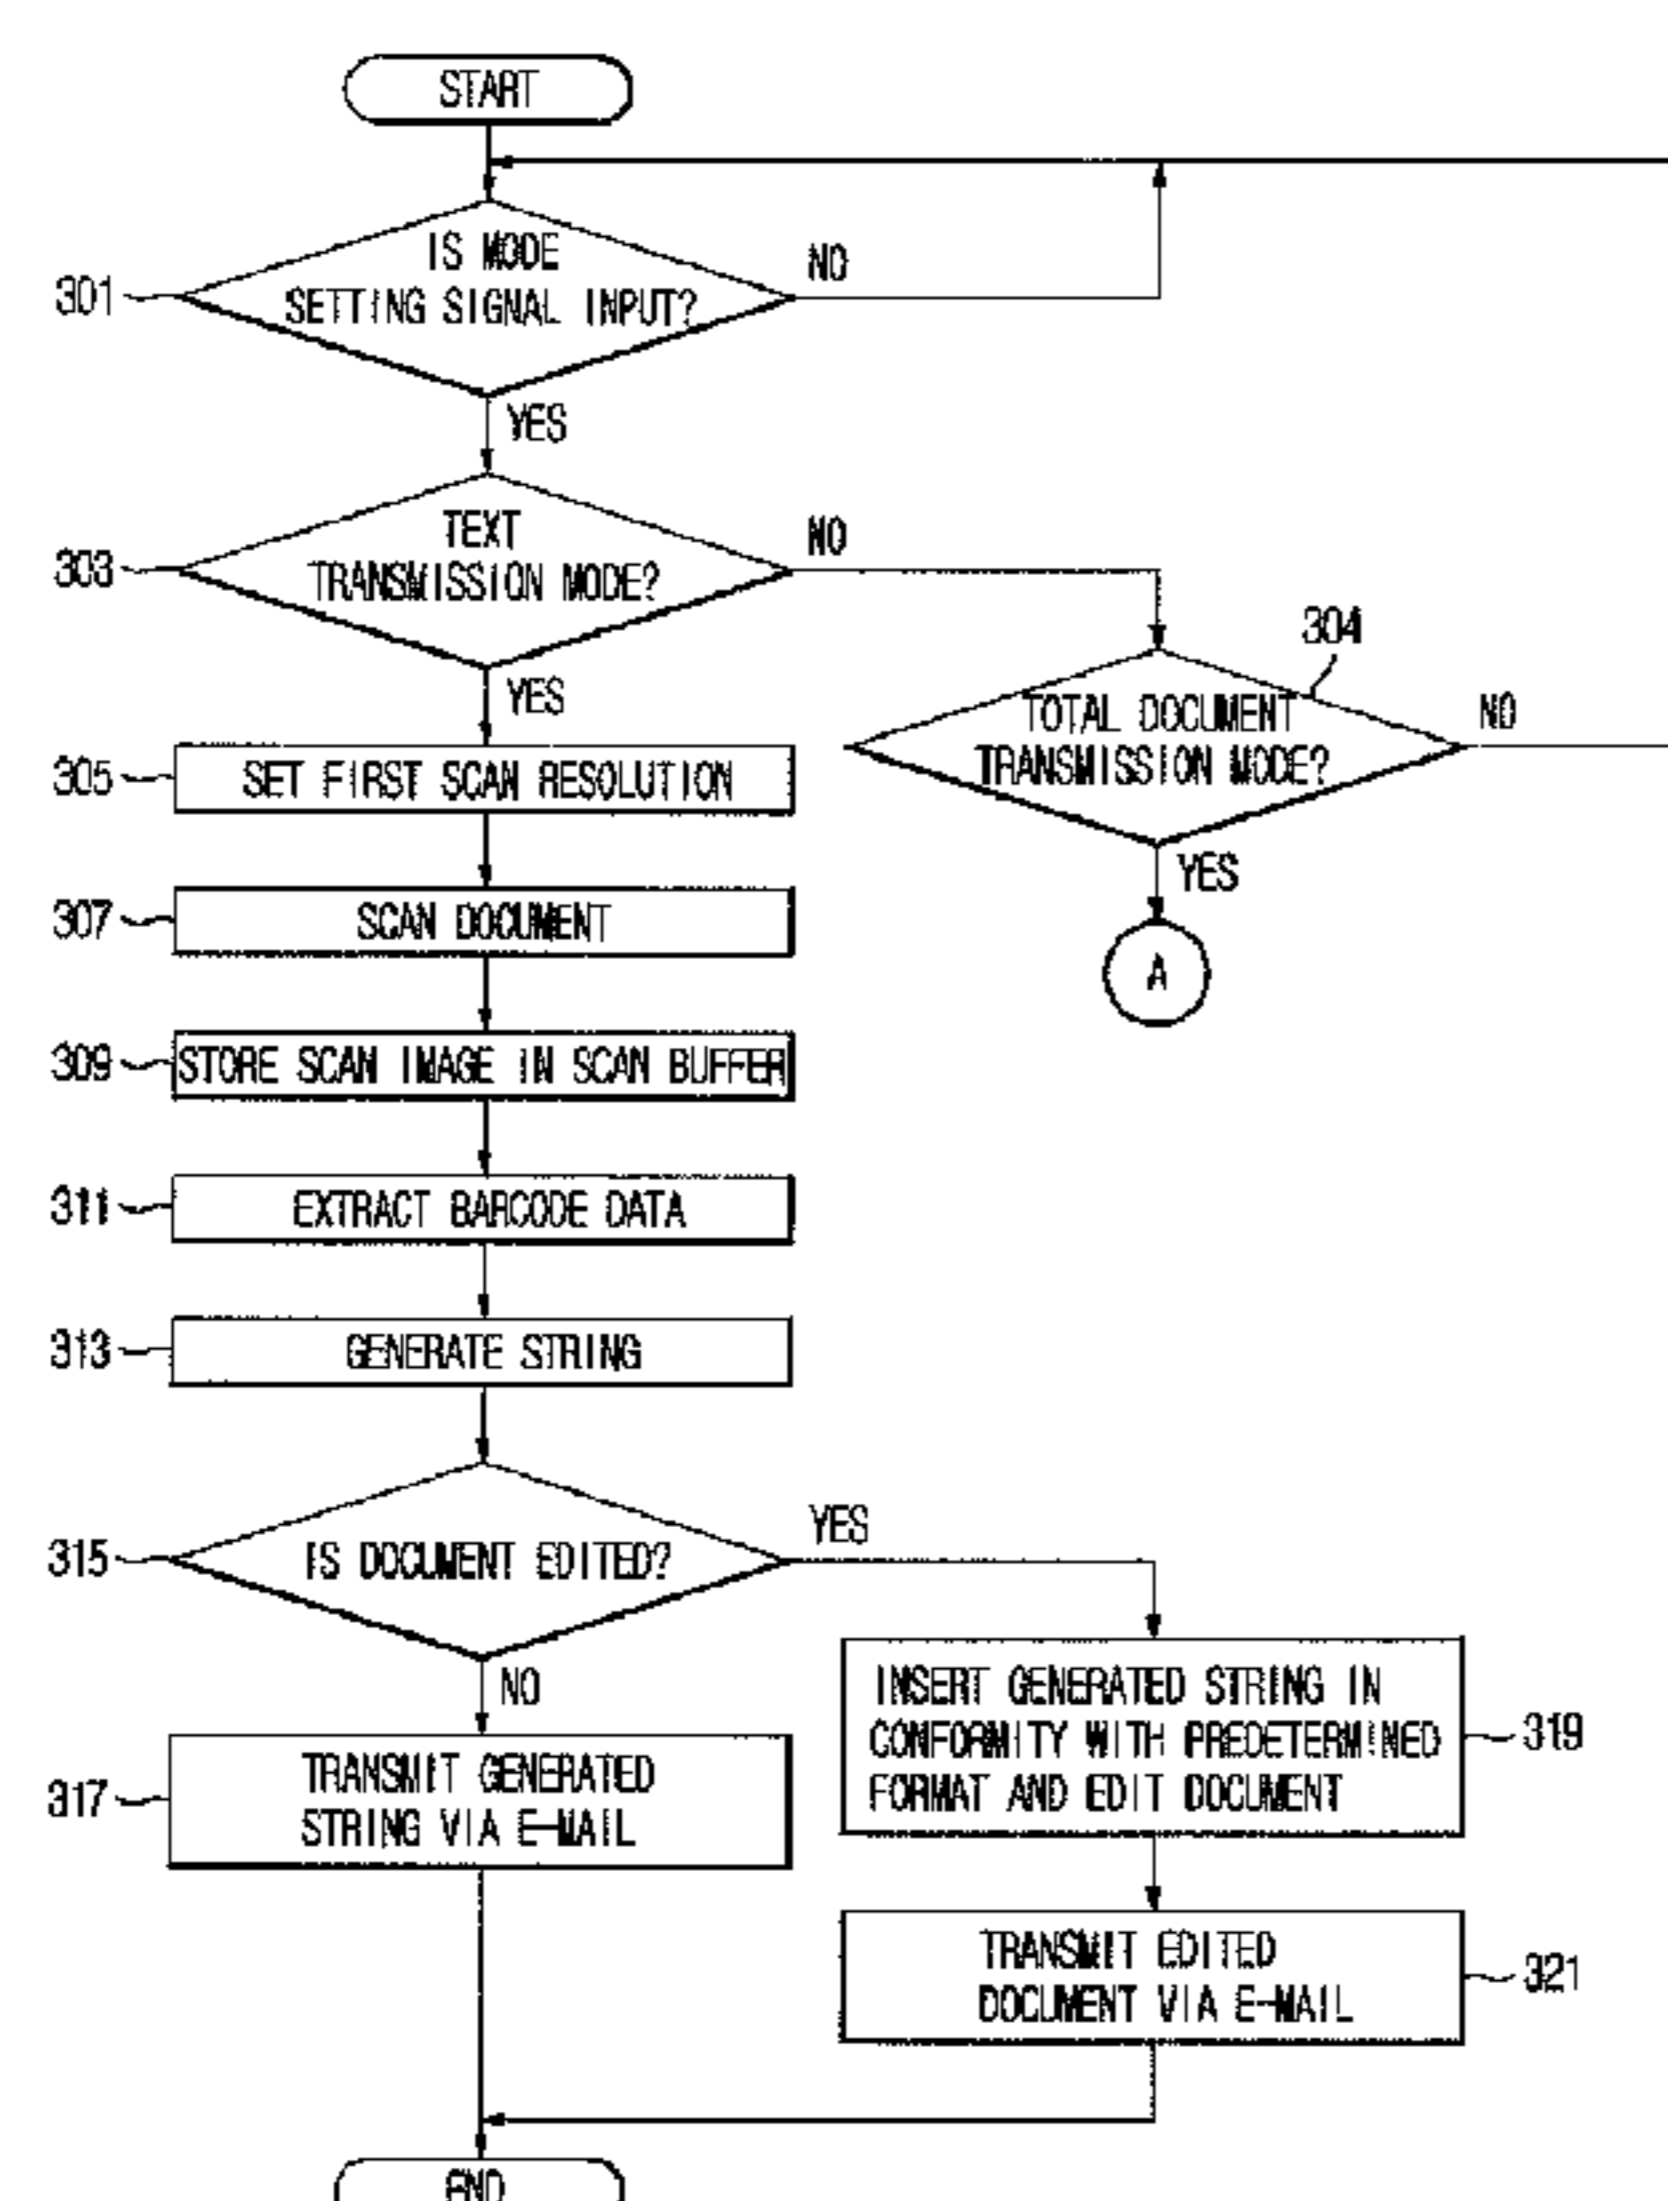 START
IS MODE
SETTING SIGNAL INPUT?
301
NO
YES
TEXT
TRANSMISSION MODE?
303
NO
304
YES
TOTAL DOCUMENT
TRANSMISSION MODE?
NO
YES
A
305
SET FIRST SCAN RESOLUTION
307
SCAN DOCUMENT
309
STORE SCAN IMAGE IN SCAN BUFFER
311
EXTRACT BARCODE DATA
313
GENERATE STRING
315
IS DOCUMENT EDITED?
YES
NO
317
TRANSMIT GENERATED
STRING VIA E-MAIL
INSERT GENERATED STRING IN
CONFORMITY WITH PREDETERMINED
FORMAT AND EDIT DOCUMENT
319
TRANSMIT EDITED
DOCUMENT VIA E-MAIL
321
END